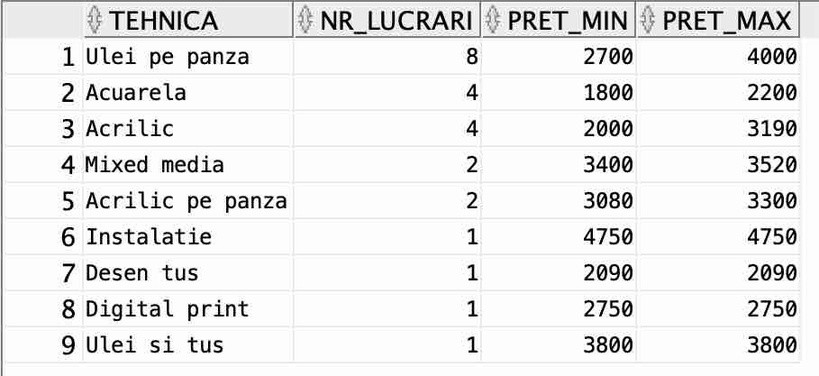 TEHNICA NR_LUCRARI PRET_MIN PRET_MAX
1 Ulei pe panza 8 2700 4000
2 Acuarela 4 1800 2200
3 Acrilic 4 2000 3190
4 Mixed media 2 3400 3520
5 Acrilic pe panza 2 3080 3300
6 Instalatie 1 4750 4750
7 Desen tus 1 2090 2090
8 Digital print 1 2750 2750
9 Ulei si tus 1 3800 3800